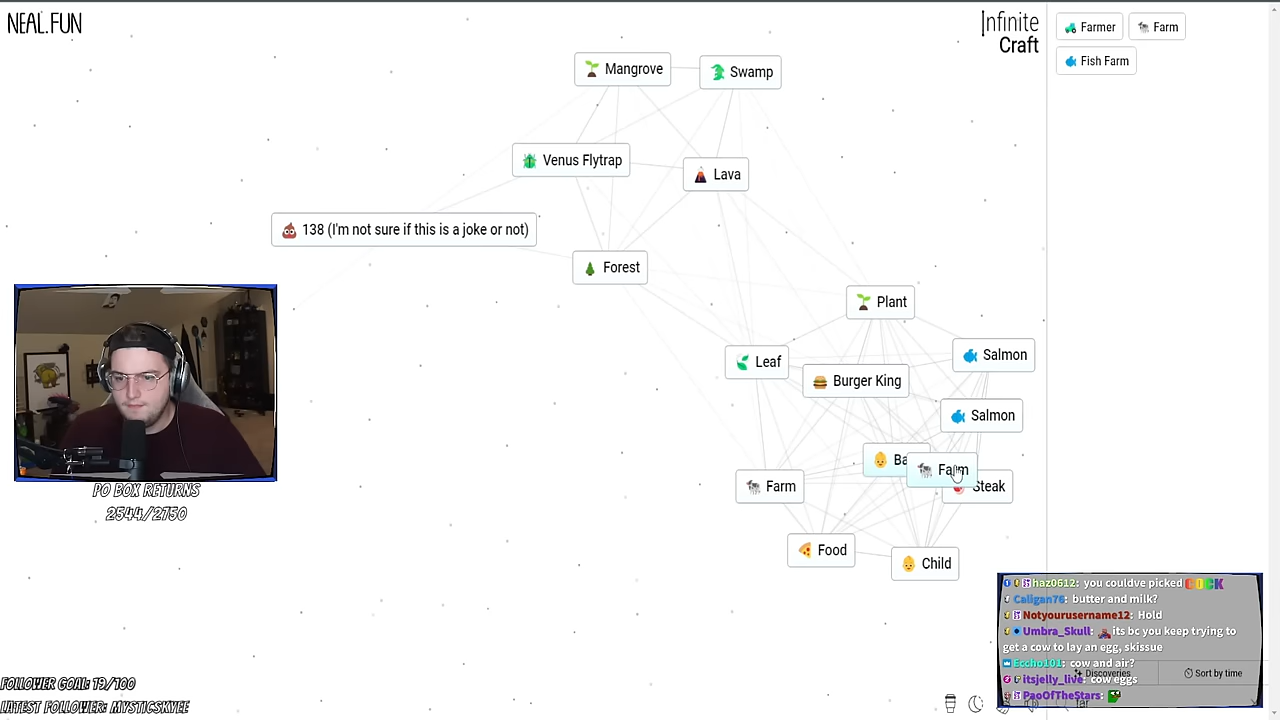 NEAL.FUN
Infinite
Craft
Farmer
Farm
Fish Farm
Mangrove
Swamp
Venus Flytrap
Lava
138 (I'm not sure if this is a joke or not)
Forest
Plant
Salmon
Leaf
Burger King
Salmon
Ba
Farm
Farm
Steak
Food
Child
PO BOX RETURNS
2544/2750
haz0612: you couldve picked COCK
Caligan76: butter and milk?
Notyourusername12: Hold
Umbra_Skull: its bc you keep trying to
get a cow to lay an egg, skissue
Eccho101: cow and air?
itsjelly_live: cow eggs
PaoOfTheStars:
Discoveries
Sort by time
far
FOLLOWER GOAL: 79/100
LATEST FOLLOWER: MYSTICSKYEE